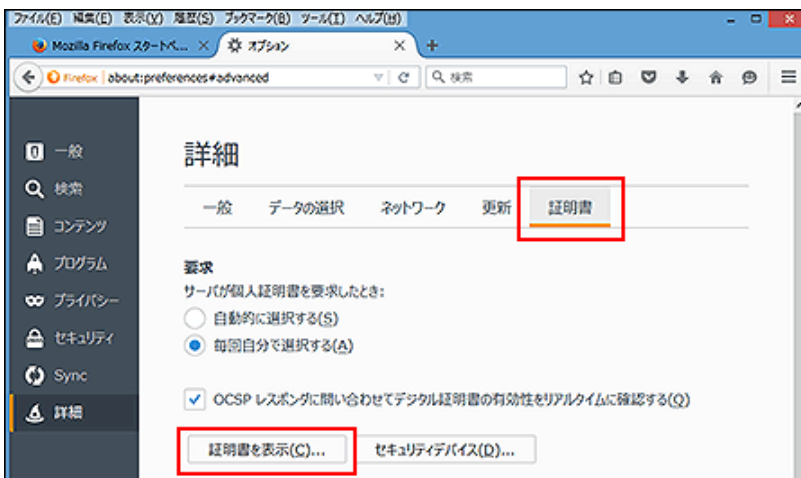 ファイル(F) 編集(E) 表示(V) 履歴(S) ブックマーク(B) ツール(T) ヘルプ(H)
Mozilla Firefox スタートペ... オプション
Firefox about:preferences#advanced 検索
一般
検索
コンテンツ
プログラム
プライバシー
セキュリティ
Sync
詳細
詳細
一般 データの選択 ネットワーク 更新 証明書
要求
サーバが個人証明書を要求したとき:
自動的に選択する(S)
毎回自分で選択する(A)
OCSP レスポンダに問い合わせてデジタル証明書の有効性をリアルタイムに確認する(Q)
証明書を表示(C)... セキュリティデバイス(D)...